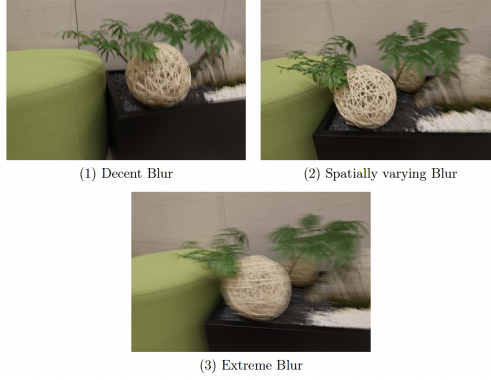 (1) Decent Blur
(2) Spatially varying Blur
(3) Extreme Blur